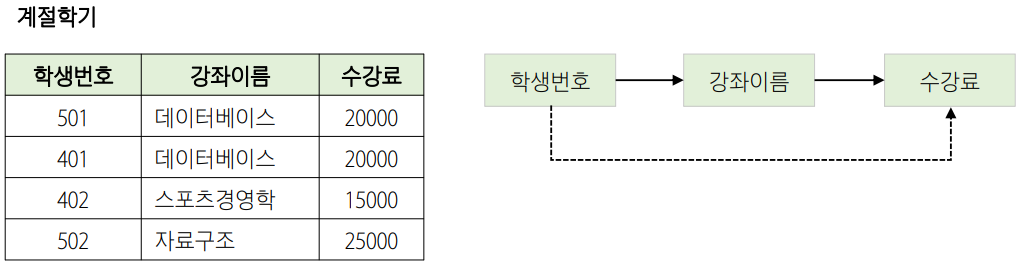 계절학기
학생번호 강좌이름 수강료
501 데이터베이스 20000
401 데이터베이스 20000
402 스포츠경영학 15000
502 자료구조 25000
학생번호 강좌이름 수강료